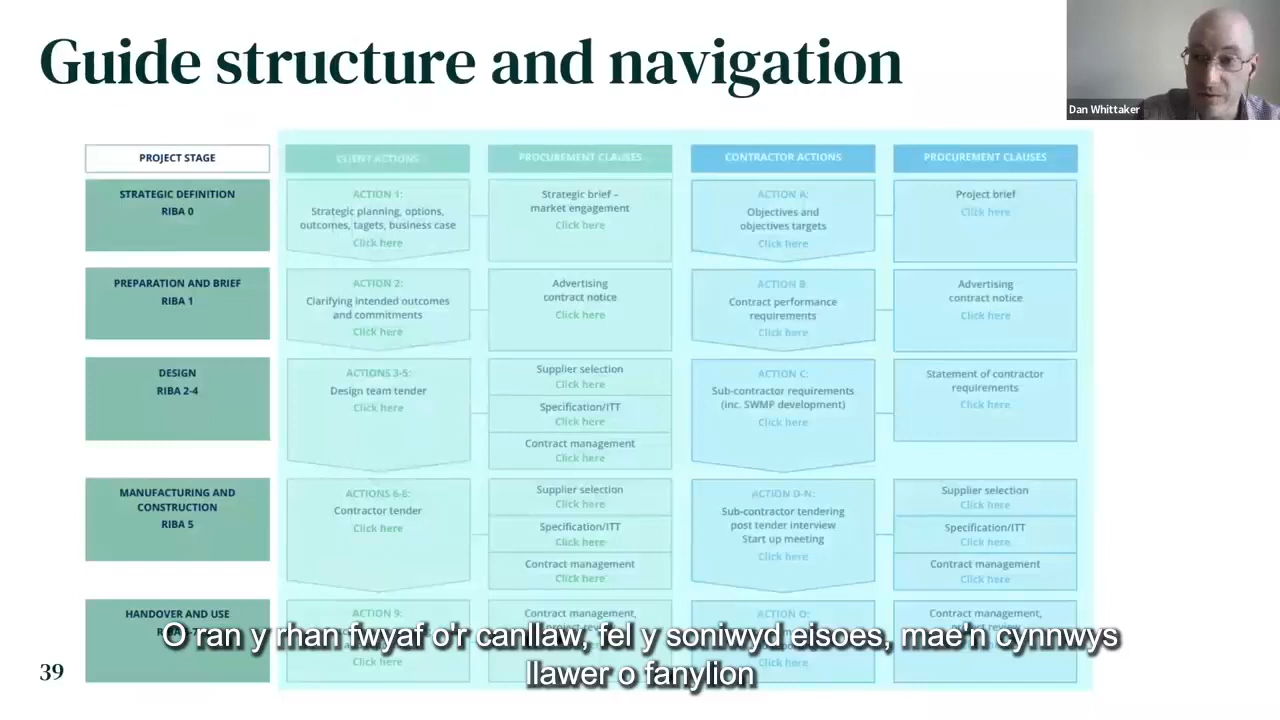 Guide structure and navigation
Dan Whittaker
PROJECT STAGE
CLIENT ACTIONS
PROCUREMENT CLAUSES
CONTRACTOR ACTIONS
PROCUREMENT CLAUSES
STRATEGIC DEFINITION
RIBA 0
ACTION 1:
Strategic planning, options,
outcomes, tagets, business case
Click here
Strategic brief –
market engagement
Click here
ACTION A:
Objectives and
objectives targets
Click here
Project brief
Click here
PREPARATION AND BRIEF
RIBA 1
ACTION 2:
Clarifying intended outcomes
and commitments
Click here
Advertising
contract notice
Click here
ACTION B:
Contract performance
requirements
Click here
Advertising
contract notice
Click here
DESIGN
RIBA 2-4
ACTIONS 3-5:
Design team tender
Click here
Supplier selection
Click here
Specification/ITT
Click here
Contract management
Click here
ACTION C:
Sub-contractor requirements
(inc. SWMP development)
Click here
Statement of contractor
requirements
Click here
MANUFACTURING AND
CONSTRUCTION
RIBA 5
ACTIONS 6-8:
Contractor tender
Click here
Supplier selection
Click here
Specification/ITT
Click here
Contract management
Click here
ACTION D-N:
Sub-contractor tendering
post tender interview
Start up meeting
Click here
Supplier selection
Click here
Specification/ITT
Click here
Contract management
Click here
HANDOVER AND USE
ACTION 9:
Click here
Contract management,
project review
Click here
ACTION O:
Click here
Contract management,
project review
Click here
O ran y rhan fwyaf o'r canllaw, fel y soniwyd eisoes, mae'n cynnwys
llawer o fanylion
39